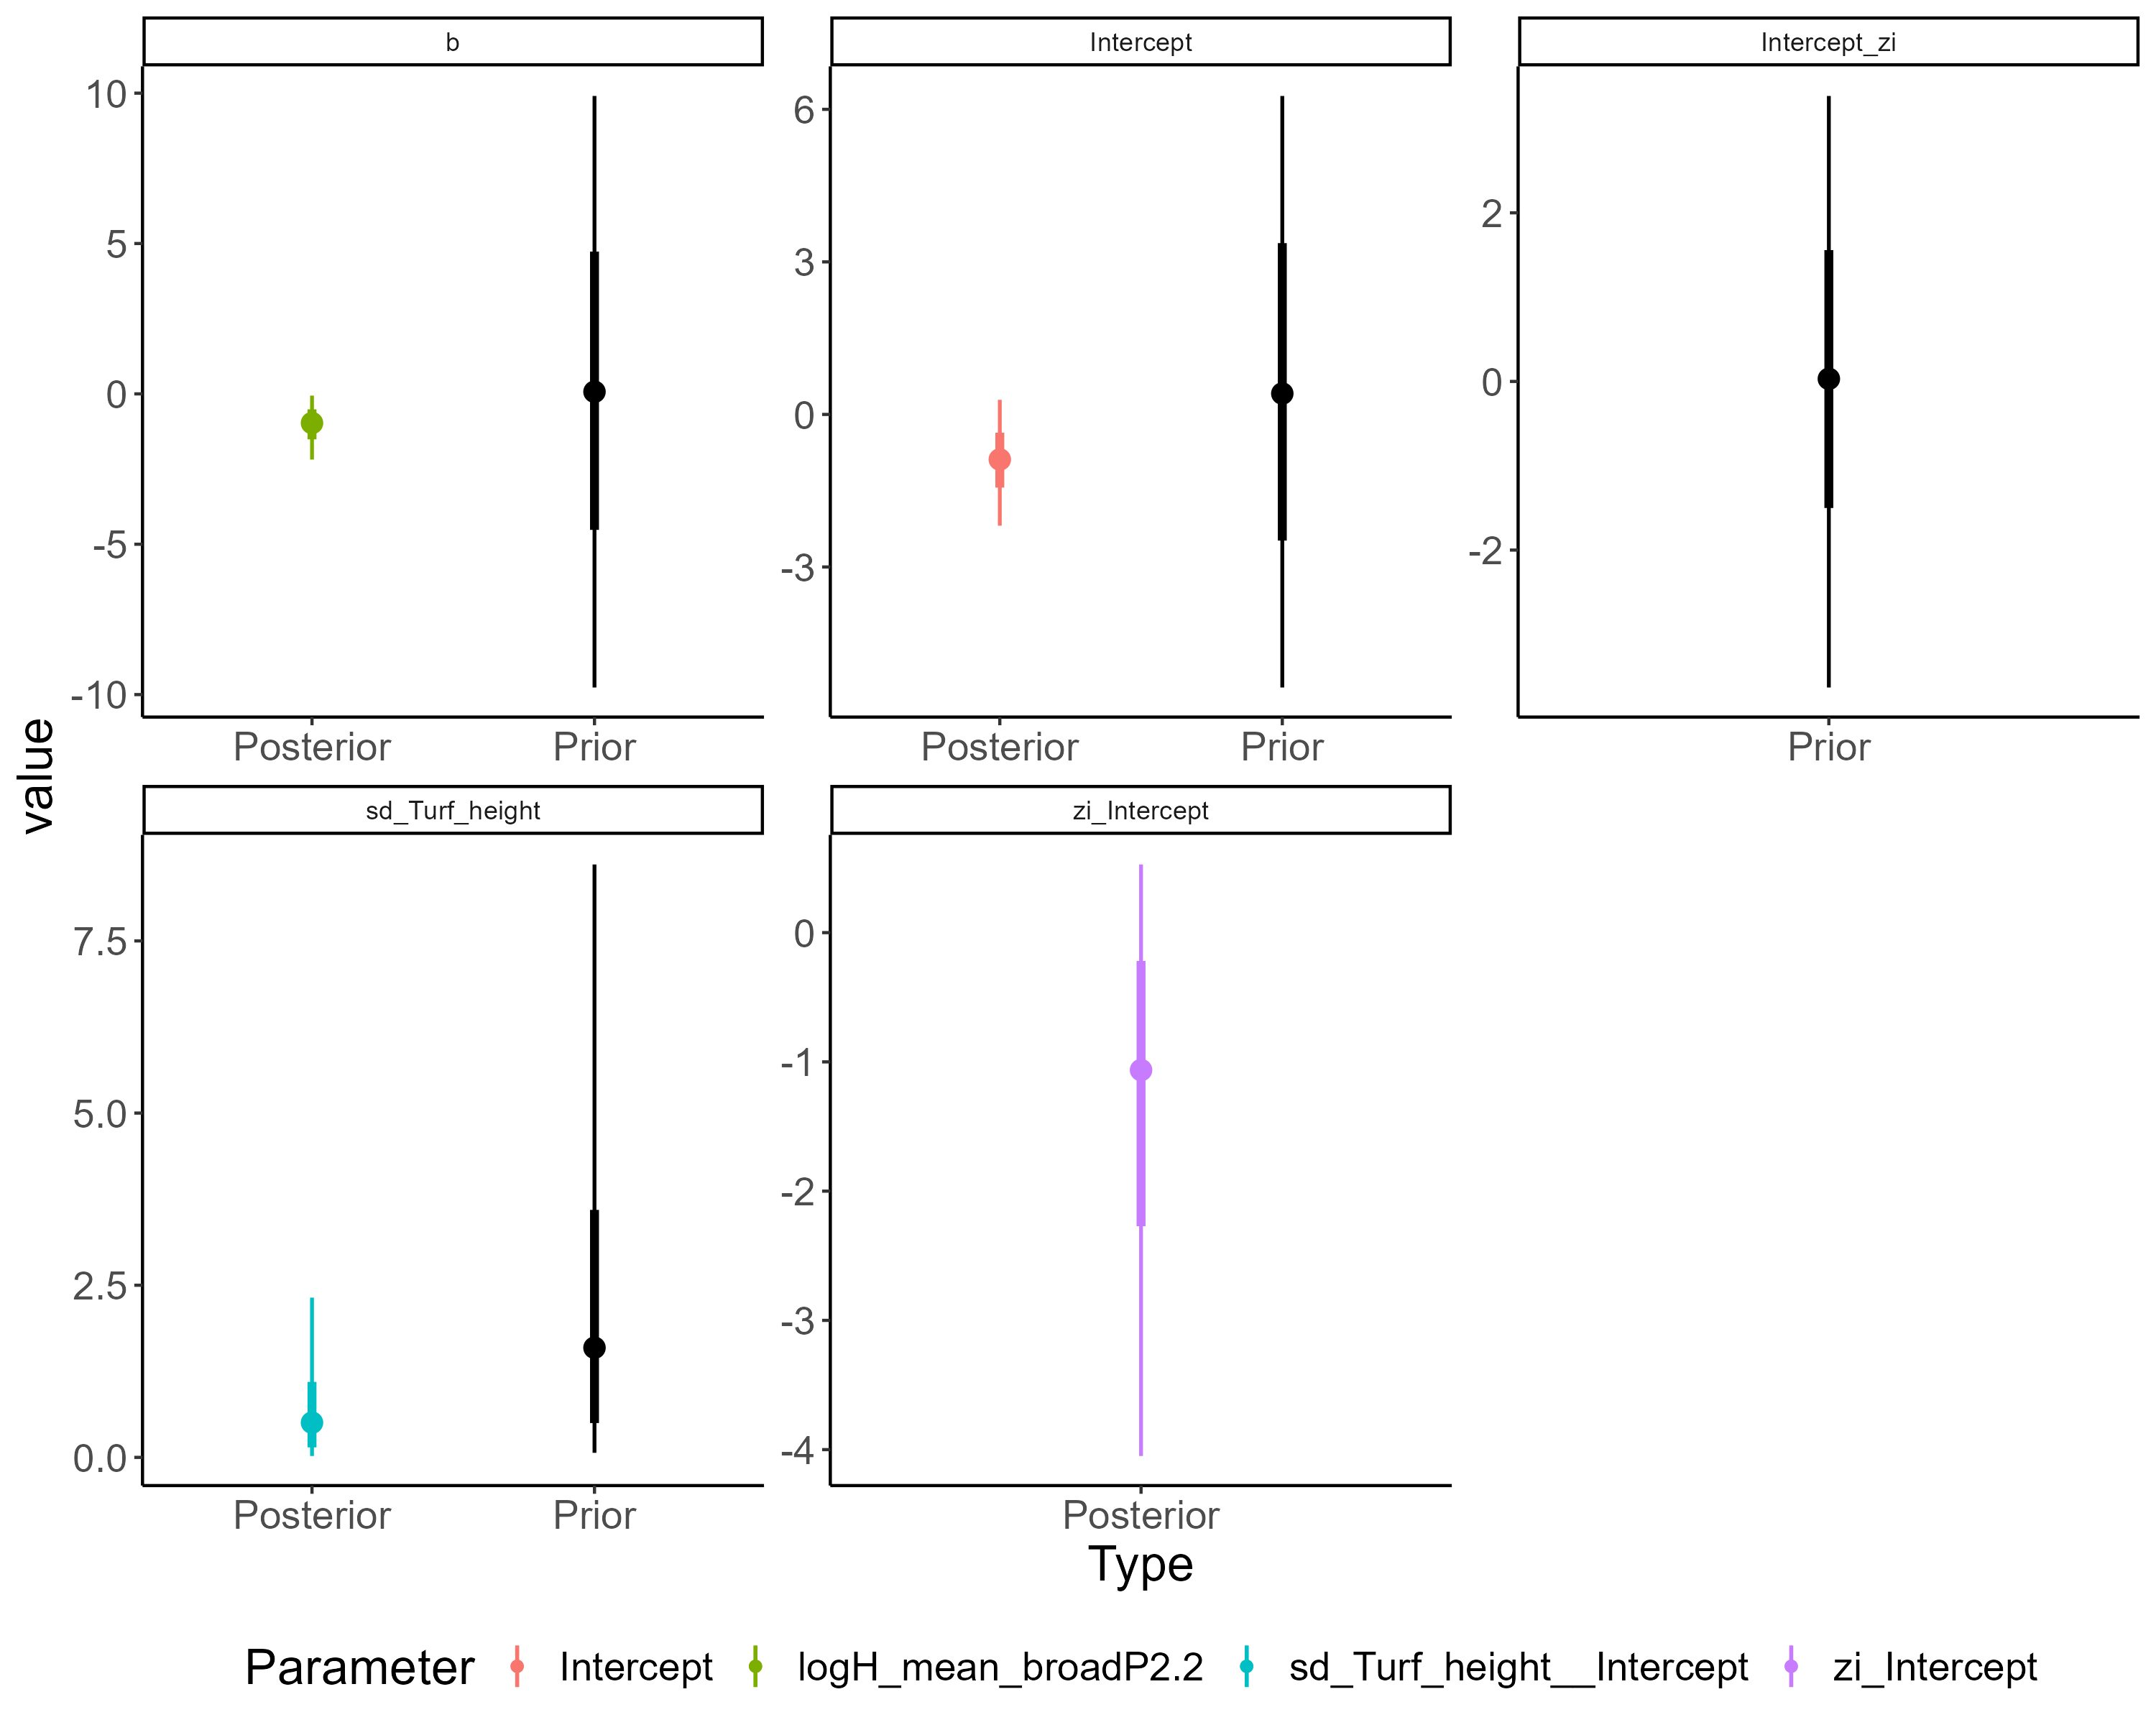 b
Intercept
Intercept_zi
10
5
0
-5
-10
6
3
0
-3
2
0
-2
Posterior
Prior
Posterior
Prior
Prior
value
sd_Turf_height
zi_Intercept
7.5
5.0
2.5
0.0
0
-1
-2
-3
-4
Posterior
Prior
Posterior
Type
Parameter Intercept logH_mean_broadP2.2 sd_Turf_height__Intercept zi_Intercept